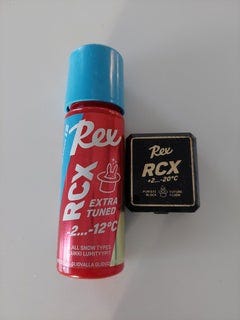 Rex
RCX
EXTRA
TUNED
-2...-12°C
ALL SNOW TYPES
Rex
RCX
+2...-20°C